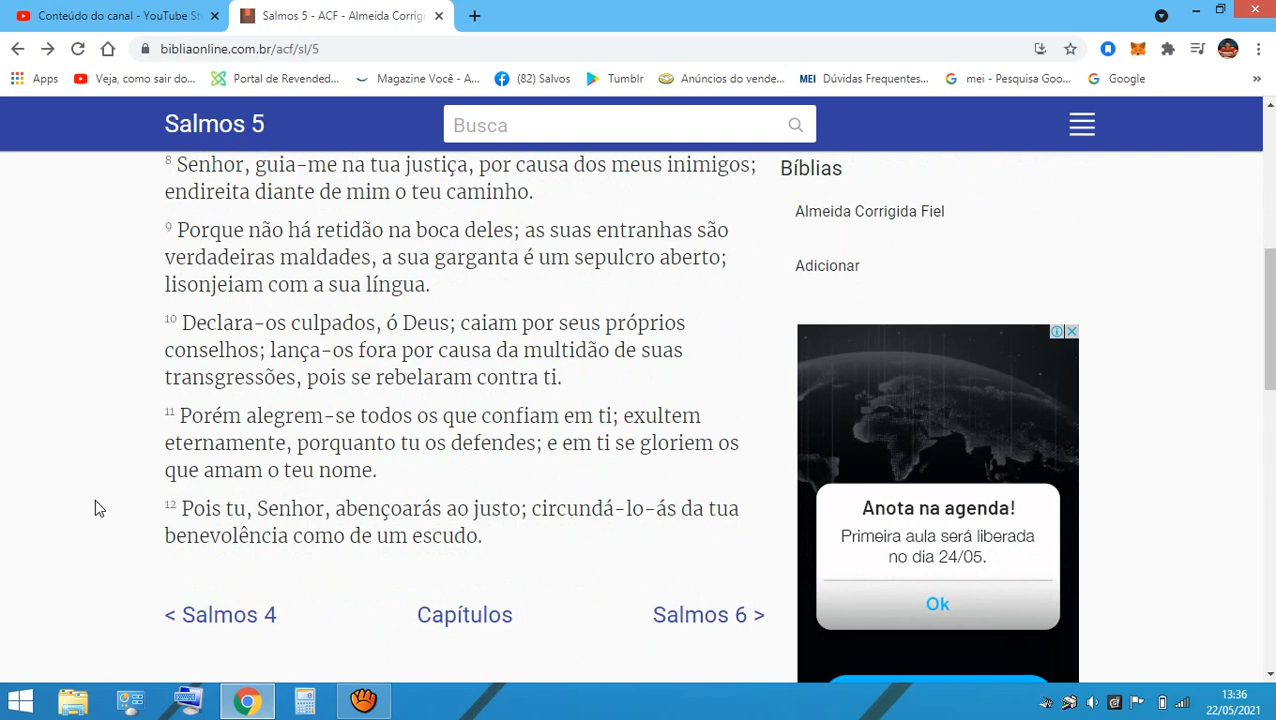 Conteúdo do canal - YouTube St
Salmos 5 - ACF - Almeida Corrigi
bibliaonline.com.br/acf/sl/5
Apps
Veja, como sair do...
Portal de Revended...
Magazine Você - A...
(82) Salvos
Tumblr
Anúncios do vende...
MEI Dúvidas Frequentes...
mei - Pesquisa Goo...
Google
»
Salmos 5
Busca
8 Senhor, guia-me na tua justiça, por causa dos meus inimigos;
endireita diante de mim o teu caminho.
9 Porque não há retidão na boca deles; as suas entranhas são
verdadeiras maldades, a sua garganta é um sepulcro aberto;
lisonjeiam com a sua língua.
10 Declara-os culpados, ó Deus; caiam por seus próprios
conselhos; lança-os fora por causa da multidão de suas
transgressões, pois se rebelaram contra ti.
11 Porém alegrem-se todos os que confiam em ti; exultem
eternamente, porquanto tu os defendes; e em ti se gloriem os
que amam o teu nome.
12 Pois tu, Senhor, abençoarás ao justo; circundá-lo-ás da tua
benevolência como de um escudo.
< Salmos 4
Capítulos
Salmos 6 >
Bíblias
Almeida Corrigida Fiel
Adicionar
Anota na agenda!
Primeira aula será liberada
no dia 24/05.
Ok
13:36
22/05/2021